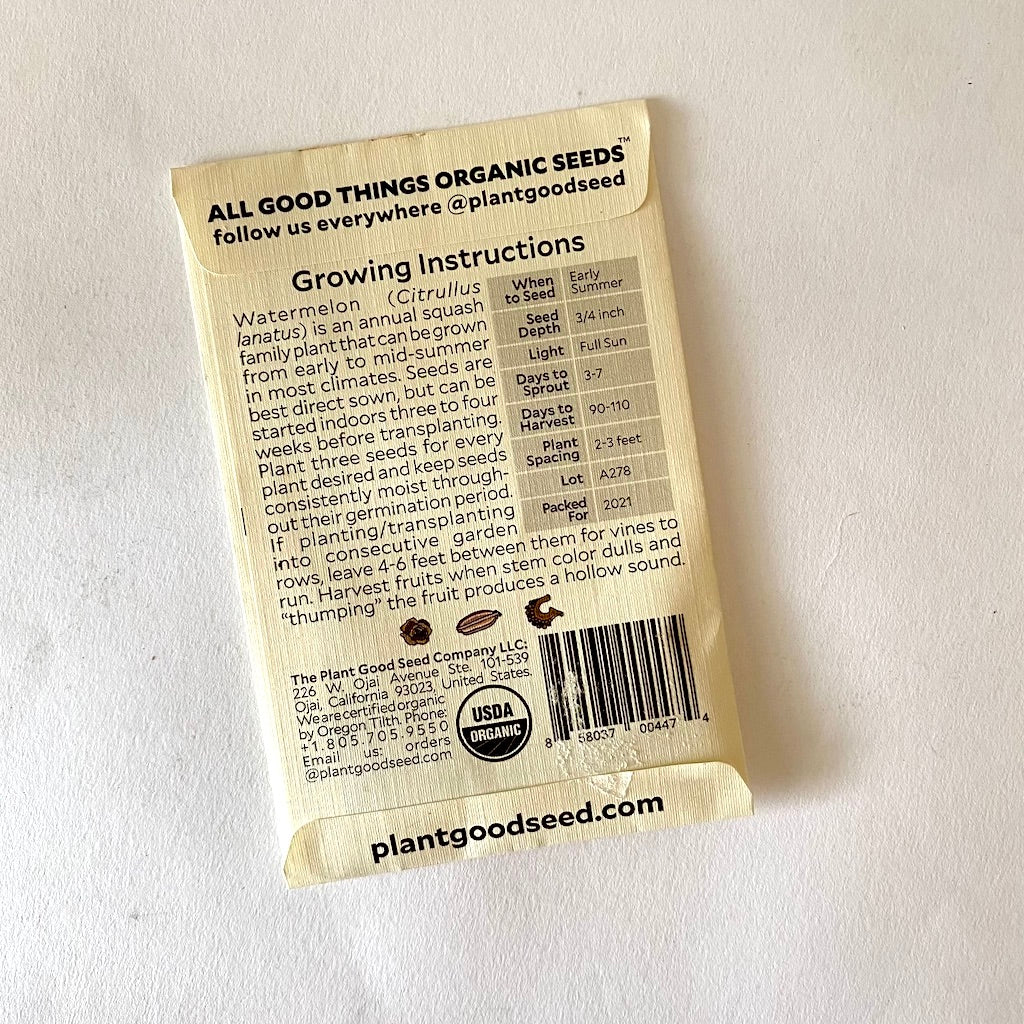 ALL GOOD THINGS ORGANIC SEEDS™
follow us everywhere @plantgoodseed
Growing Instructions
Watermelon (Citrullus
lanatus) is an annual squash
family plant that can be grown
from early to mid-summer
in most climates. Seeds are
best direct sown, but can be
started indoors three to four
weeks before transplanting.
Plant three seeds for every
plant desired and keep seeds
consistently moist through-
out their germination period.
If planting/transplanting
into consecutive garden
rows, leave 4-6 feet between them for vines to
run. Harvest fruits when stem color dulls and
"thumping" the fruit produces a hollow sound.
When to Seed Early Summer
Seed Depth 3/4 inch
Light Full Sun
Days to Sprout 3-7
Days to Harvest 90-110
Plant Spacing 2-3 feet
Lot A278
Packed For 2021
The Plant Good Seed Company LLC:
226 W. Ojai Avenue Ste. 101-539
Ojai, California 93023, United States.
We are certified organic
by Oregon Tilth. Phone:
+1.805.705.9550
Email us: orders
@plantgoodseed.com
USDA
ORGANIC
8 58037 00447 4
plantgoodseed.com